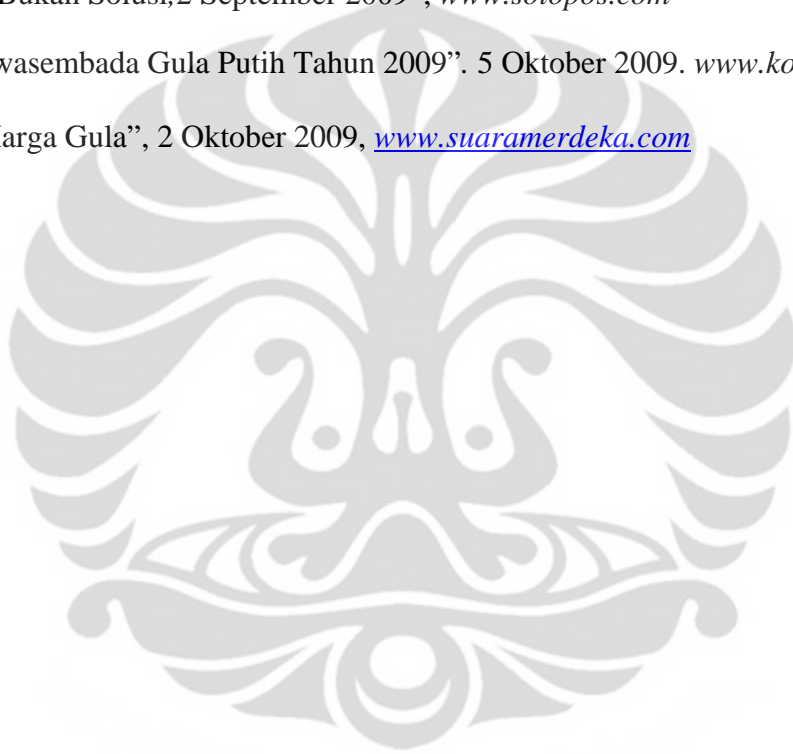 Bukan Solusi,2 September 2009”, www.solopos.com
wasembada Gula Putih Tahun 2009”. 5 Oktober 2009. www.ko
arga Gula”, 2 Oktober 2009, www.suaramerdeka.com